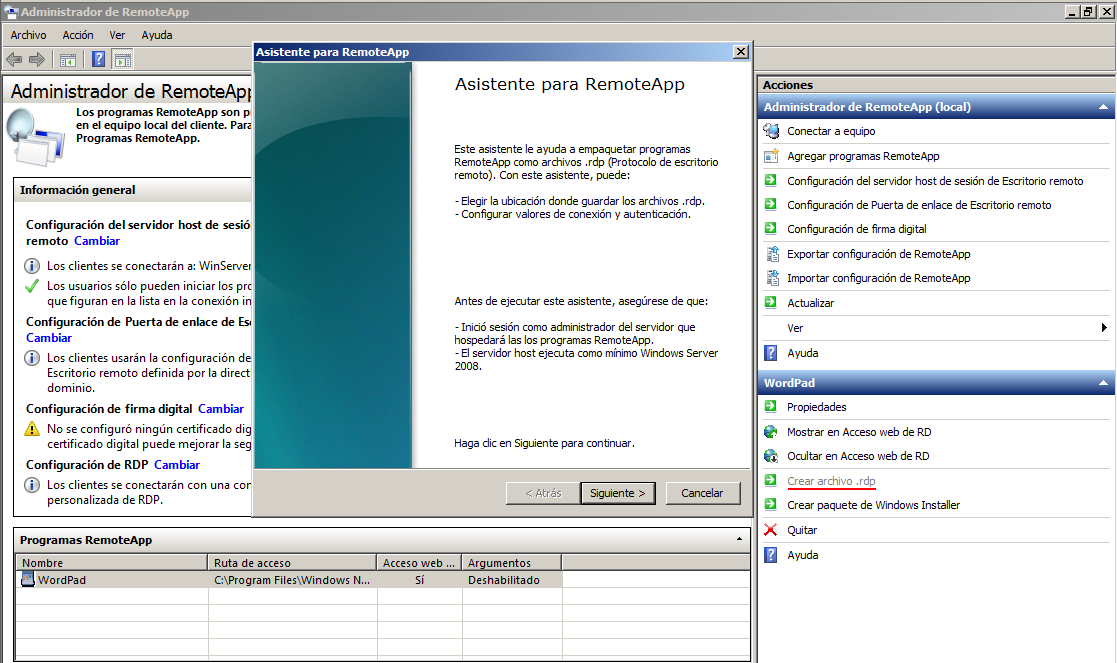 Administrador de RemoteApp
Archivo Acción Ver Ayuda
Administrador de RemoteApp
Los programas RemoteApp son
en el equipo local del cliente.
Programas RemoteApp.
Información general
Configuración del servidor host de
remoto Cambiar
Los clientes se conectarán a:
Los usuarios sólo pueden iniciar los
que figuran en la lista en la conexión
Configuración de Puerta de enlace de
Cambiar
Los clientes usarán la configuración de
Escritorio remoto definida por la
dominio.
Configuración de firma digital Cambiar
No se configuró ningún certificado
certificado digital puede mejorar la
Configuración de RDP Cambiar
Los clientes se conectarán con una
personalizada de RDP.
Programas RemoteApp
Nombre Ruta de acceso Acceso web ... Argumentos
WordPad C:\Program Files\Windows N... Sí Deshabilitado
Asistente para RemoteApp
Asistente para RemoteApp
Este asistente le ayuda a empaquetar programas
RemoteApp como archivos .rdp (Protocolo de escritorio
remoto). Con este asistente, puede:
- Elegir la ubicación donde guardar los archivos .rdp.
- Configurar valores de conexión y autenticación.
Antes de ejecutar este asistente, asegúrese de que:
- Inició sesión como administrador del servidor que
hospedará las los programas RemoteApp.
- El servidor host ejecuta como mínimo Windows Server
2008.
Haga clic en Siguiente para continuar.
< Atrás Siguiente > Cancelar
Acciones
Administrador de RemoteApp (local)
Conectar a equipo
Agregar programas RemoteApp
Configuración del servidor host de sesión de Escritorio remoto
Configuración de Puerta de enlace de Escritorio remoto
Configuración de firma digital
Exportar configuración de RemoteApp
Importar configuración de RemoteApp
Actualizar
Ver
Ayuda
WordPad
Propiedades
Mostrar en Acceso web de RD
Ocultar en Acceso web de RD
Crear archivo .rdp
Crear paquete de Windows Installer
Quitar
Ayuda